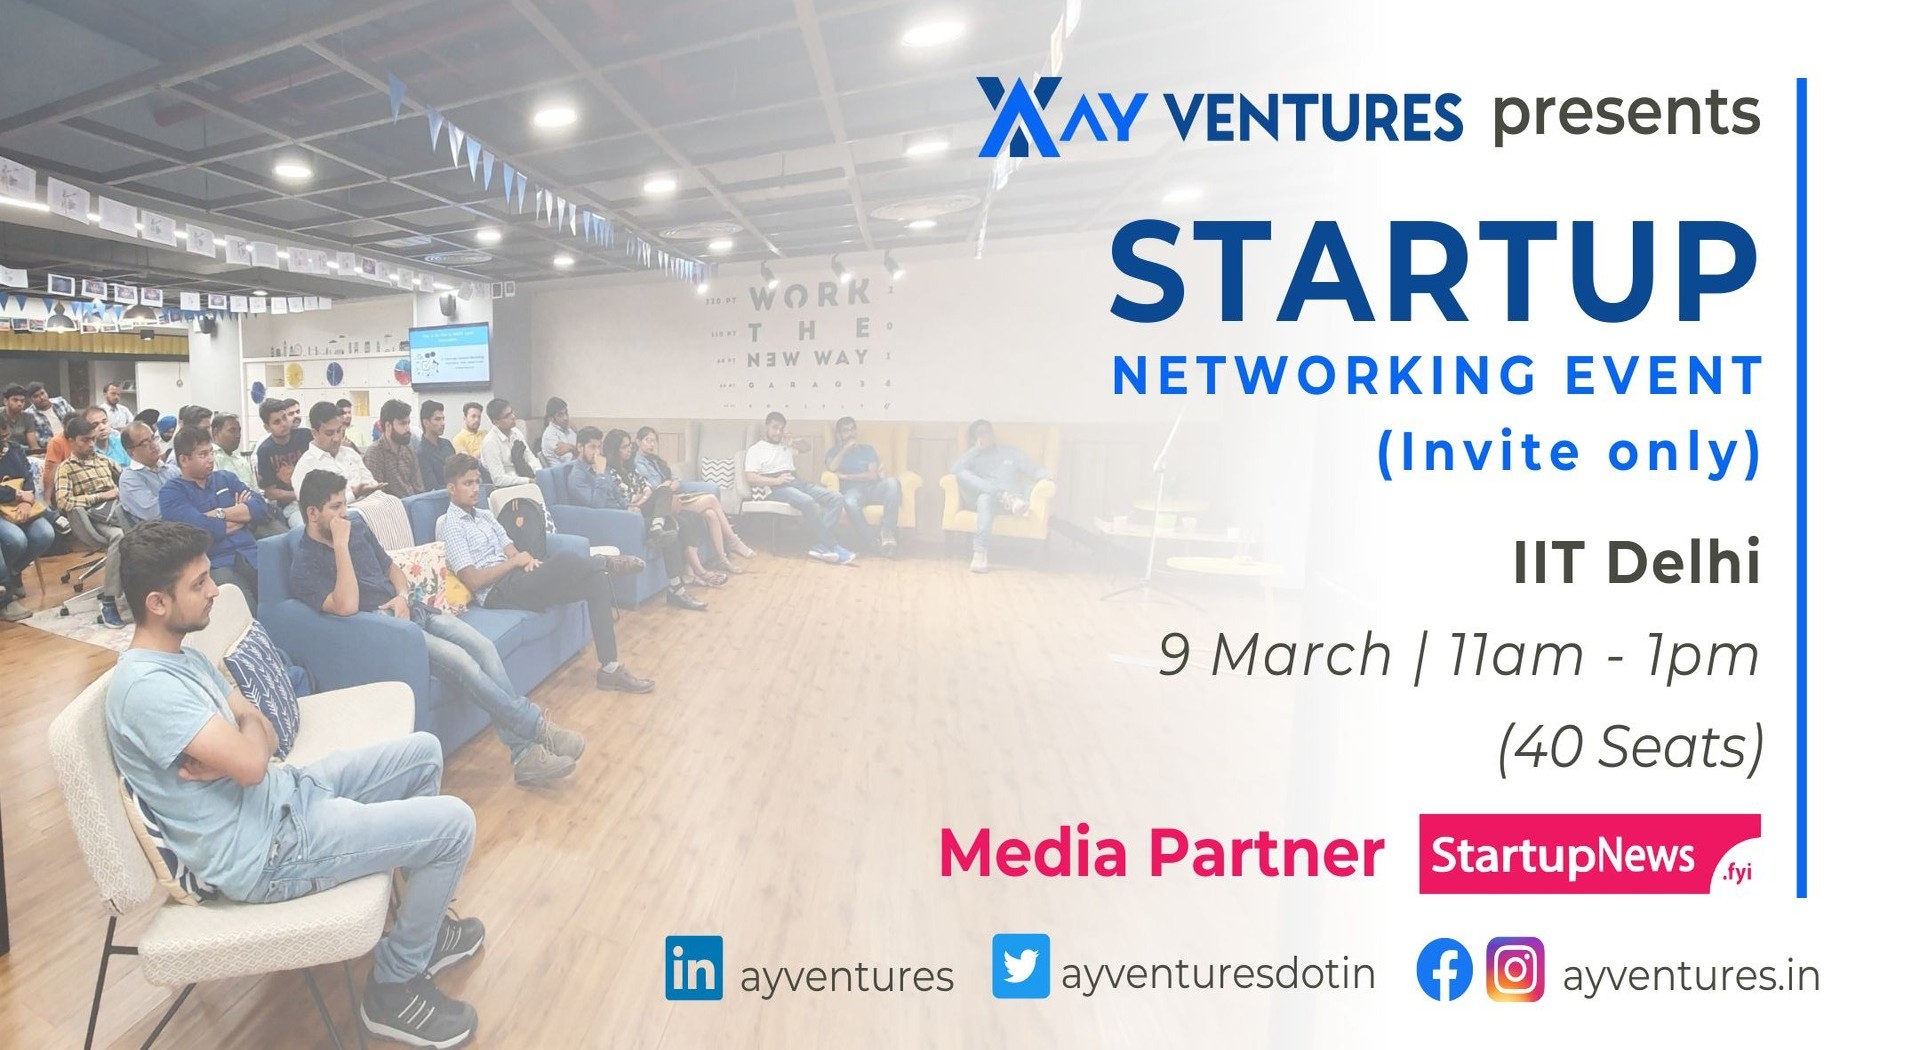 AY VENTURES presents
STARTUP
NETWORKING EVENT
(Invite only)
IIT Delhi
9 March | 11am - 1pm
(40 Seats)
Media Partner StartupNews.fyi
ayventures ayventuresdotin ayventures.in
WORK
THE
NEW WAY